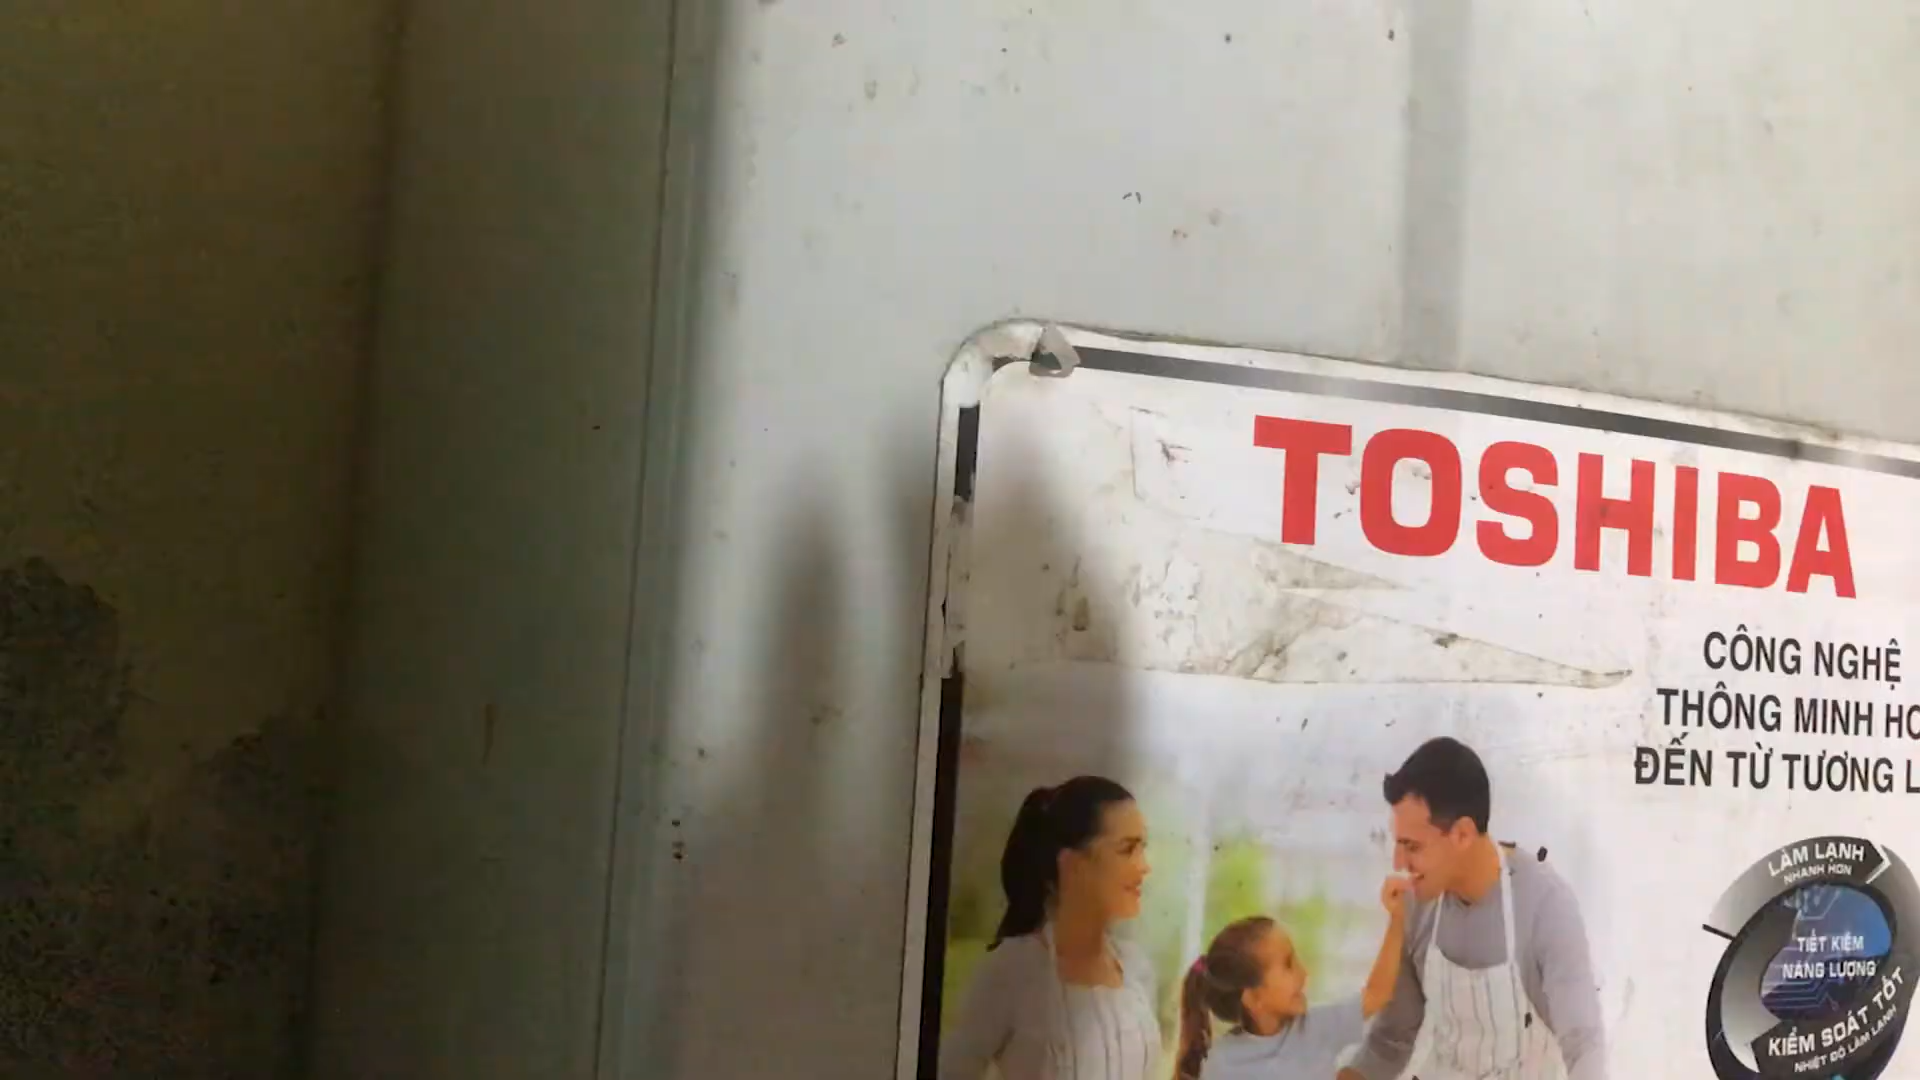 TOSHIBA
CÔNG NGHỆ
THÔNG MINH
ĐẾN TỪ TƯƠNG
LÀM LẠNH
NHANH HƠN
TIẾT KIỆM
NĂNG LƯỢNG
KIỂM SOÁT TỐT
NHIỆT ĐỘ LÀM LẠNH